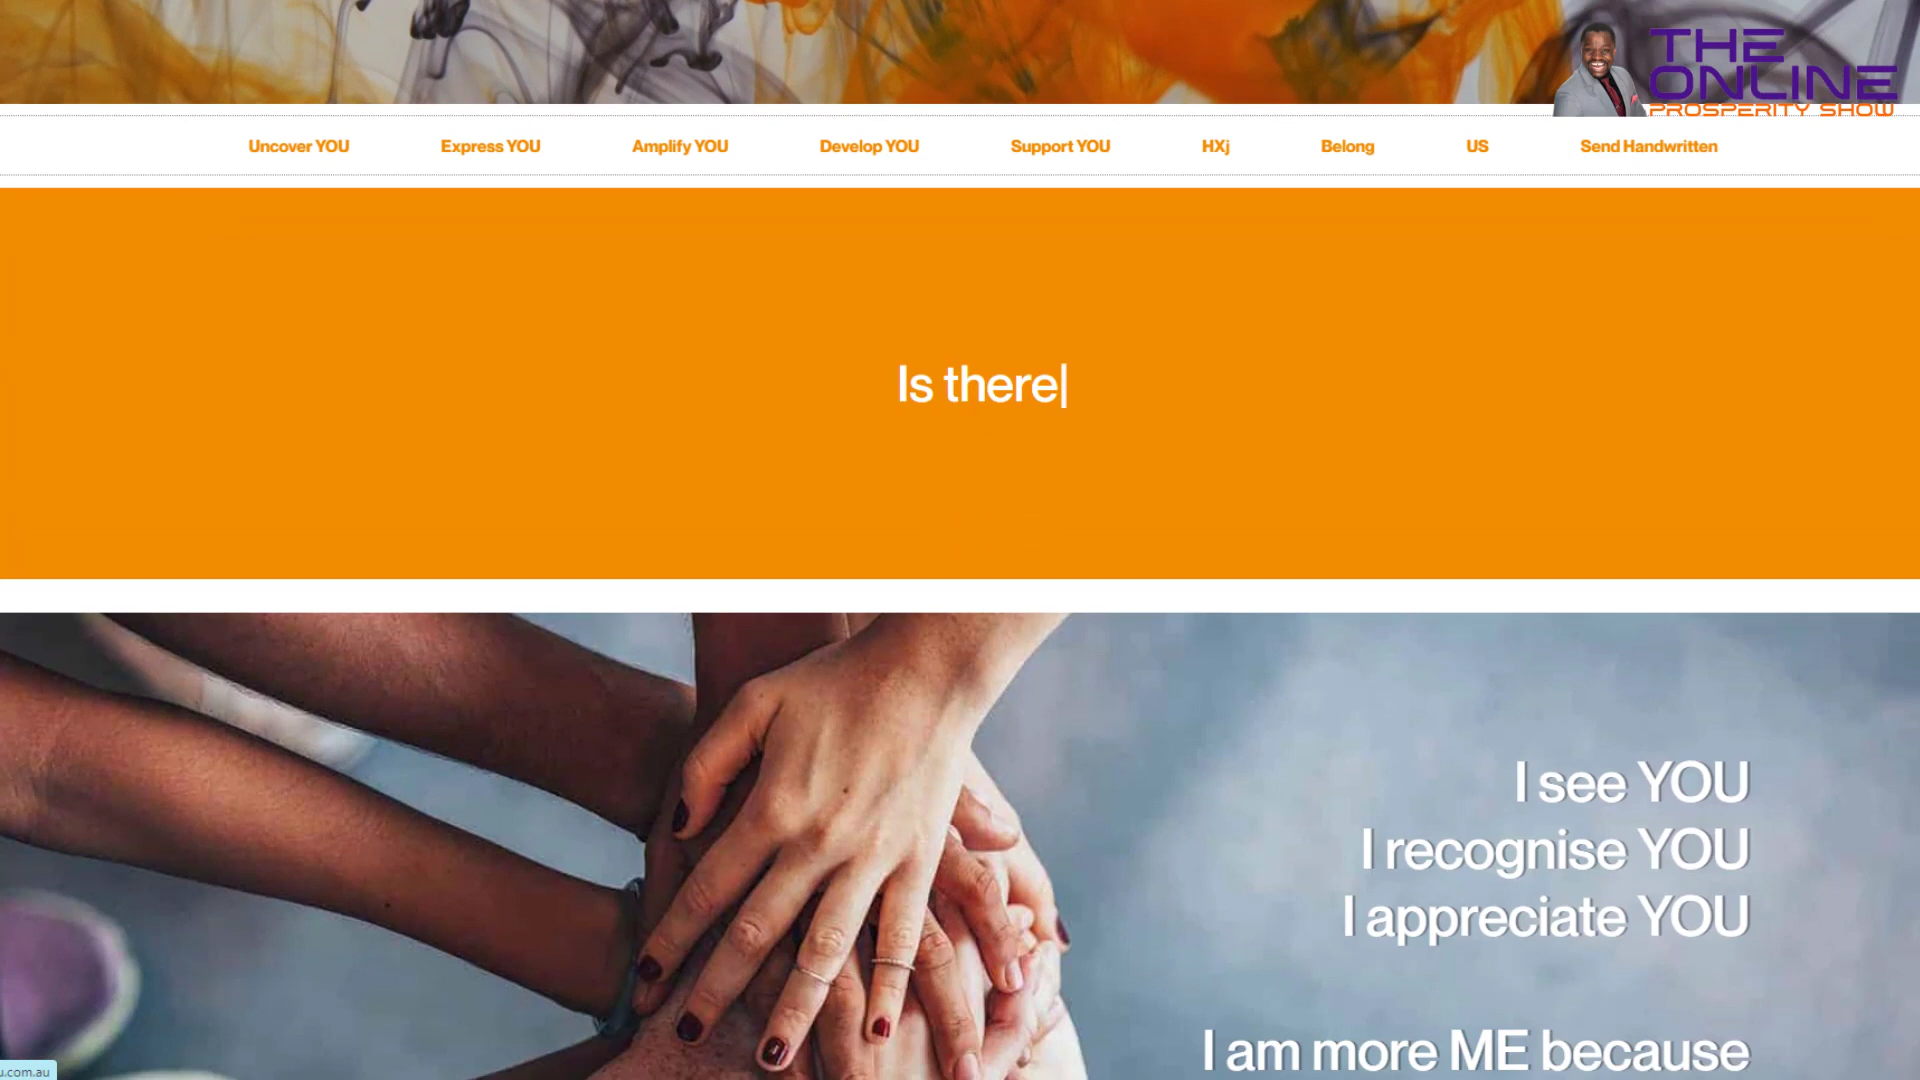 THE
ONLINE
PROSPERITY SHOW
Uncover YOU Express YOU Amplify YOU Develop YOU Support YOU HXj Belong US Send Handwritten
Is there|
I see YOU
I recognise YOU
I appreciate YOU
I am more ME because
u.com.au